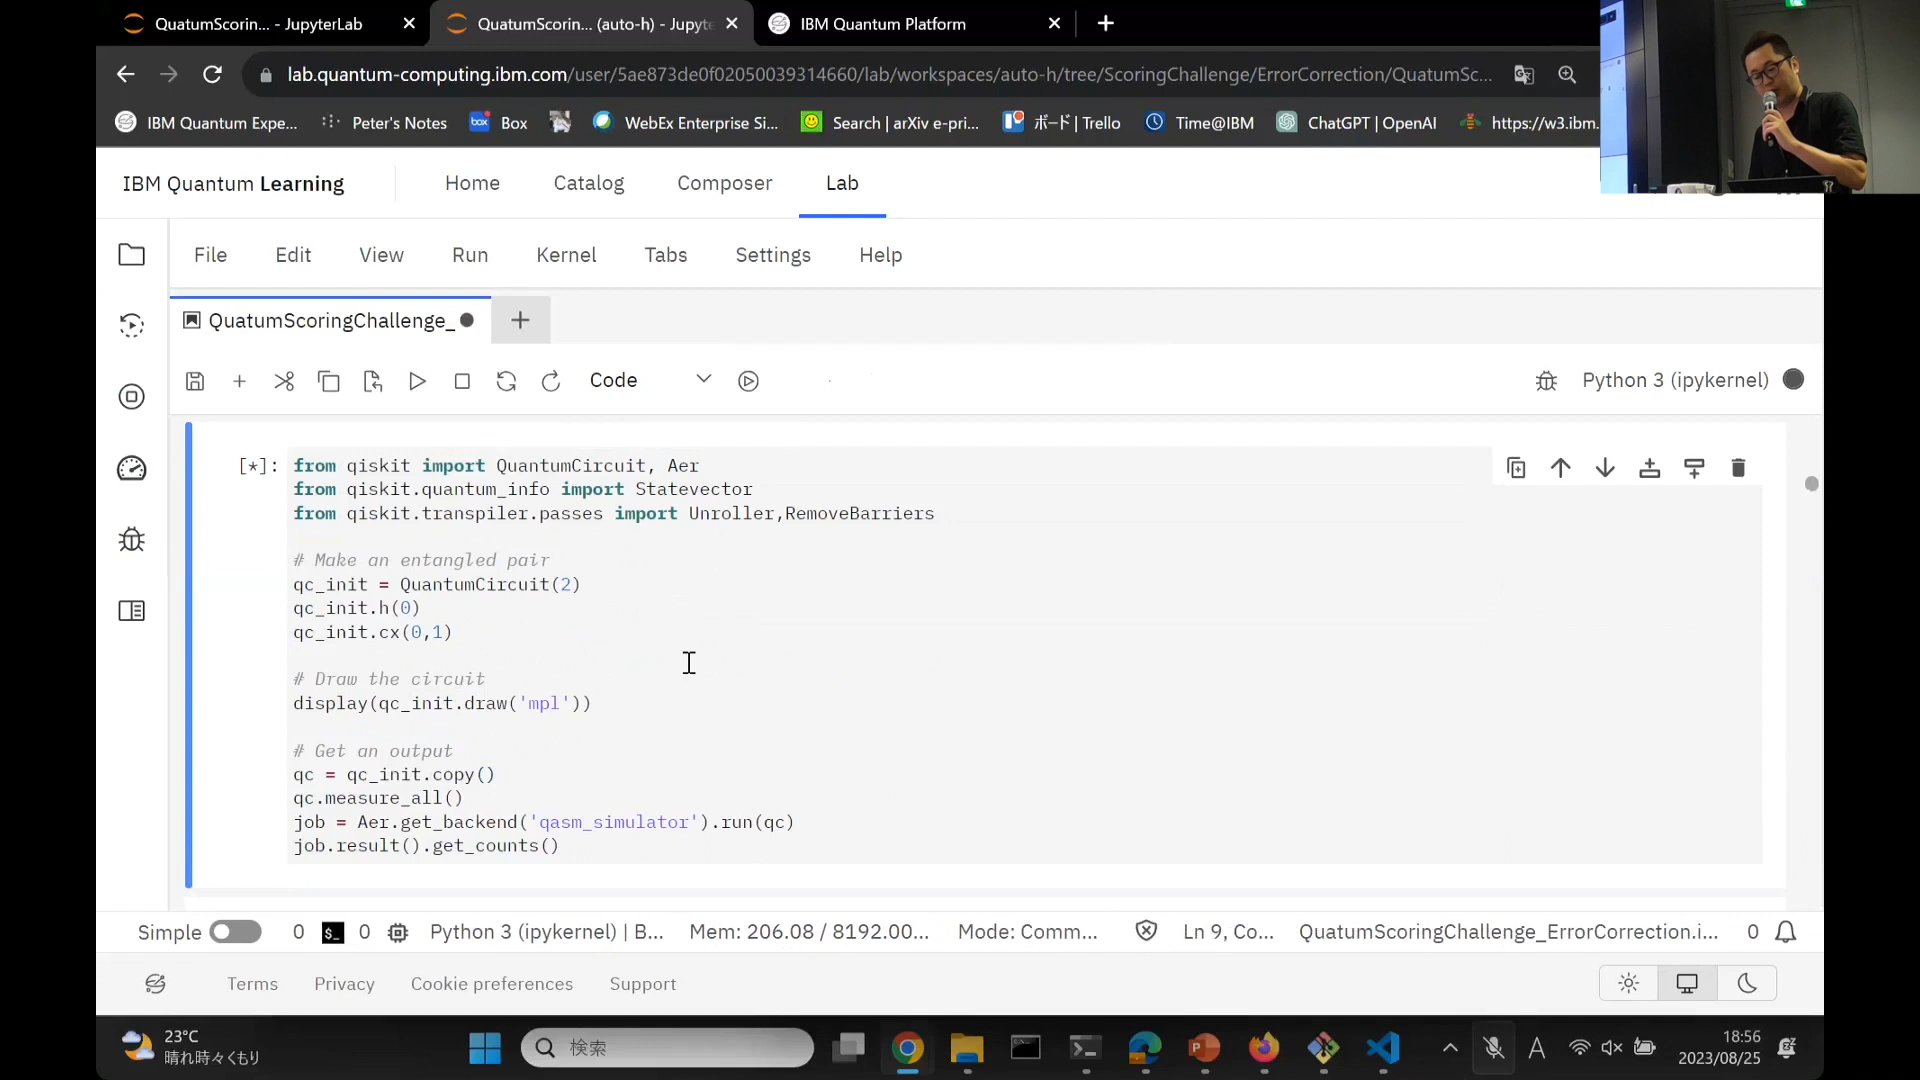 QuatumScorin... - JupyterLab
QuatumScorin... (auto-h) - Jupyte
IBM Quantum Platform
lab.quantum-computing.ibm.com/user/5ae873de0f02050039314660/lab/workspaces/auto-h/tree/ScoringChallenge/ErrorCorrection/QuatumSc...
IBM Quantum Expe...
Peter's Notes
box
Box
WebEx Enterprise Si...
Search | arXiv e-pri...
ボード | Trello
Time@IBM
ChatGPT | OpenAI
https://w3.ibm.
IBM Quantum Learning
Home
Catalog
Composer
Lab
File
Edit
View
Run
Kernel
Tabs
Settings
Help
QuatumScoringChallenge_
Code
Python 3 (ipykernel)
[*]:
from qiskit import QuantumCircuit, Aer
from qiskit.quantum_info import Statevector
from qiskit.transpiler.passes import Unroller,RemoveBarriers
# Make an entangled pair
qc_init = QuantumCircuit(2)
qc_init.h(0)
qc_init.cx(0,1)
# Draw the circuit
display(qc_init.draw('mpl'))
# Get an output
qc = qc_init.copy()
qc.measure_all()
job = Aer.get_backend('qasm_simulator').run(qc)
job.result().get_counts()
Simple
0
$_
0
Python 3 (ipykernel) | B...
Mem: 206.08 / 8192.00...
Mode: Comm...
Ln 9, Co...
QuatumScoringChallenge_ErrorCorrection.i...
0
Terms
Privacy
Cookie preferences
Support
23°C
晴れ時々くもり
検索
A
18:56
2023/08/25